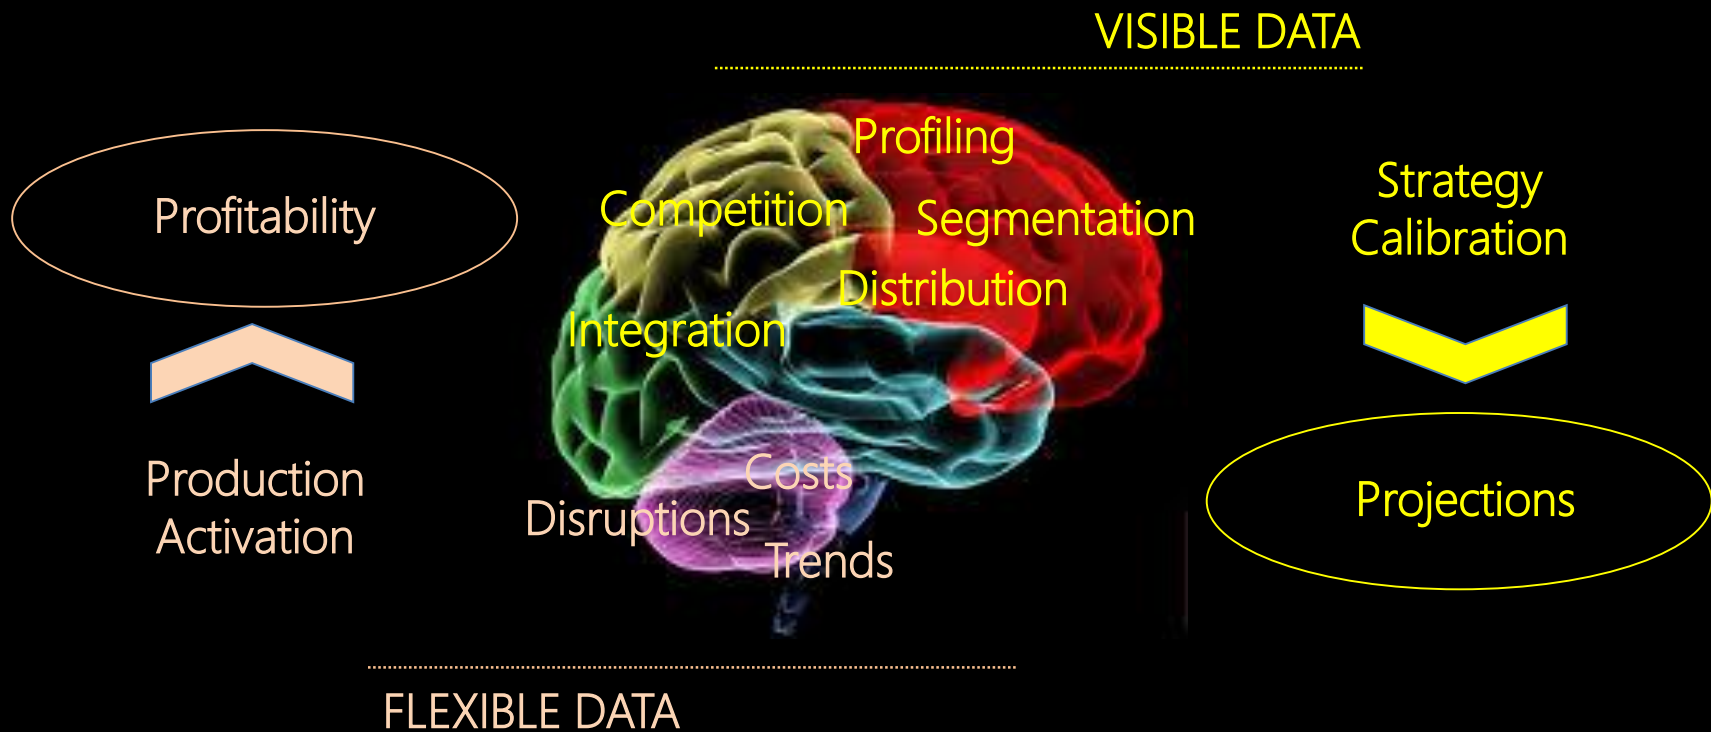 VISIBLE DATA
Profiling
Competition
Segmentation
Distribution
Integration
Costs
Disruptions
Trends
Profitability
Production
Activation
Strategy
Calibration
Projections
FLEXIBLE DATA